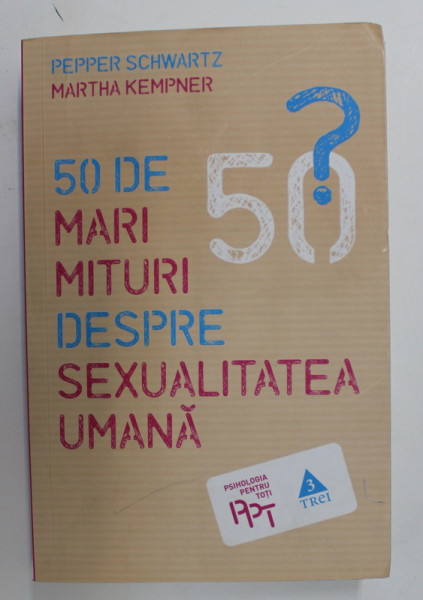 PEPPER SCHWARTZ
MARTHA KEMPNER
50?
50 DE
MARI
MITURI
DESPRE
SEXUALITATEA
UMANĂ
PSIHOLOGIA
PENTRU
TOȚI
PPT
3
TREI